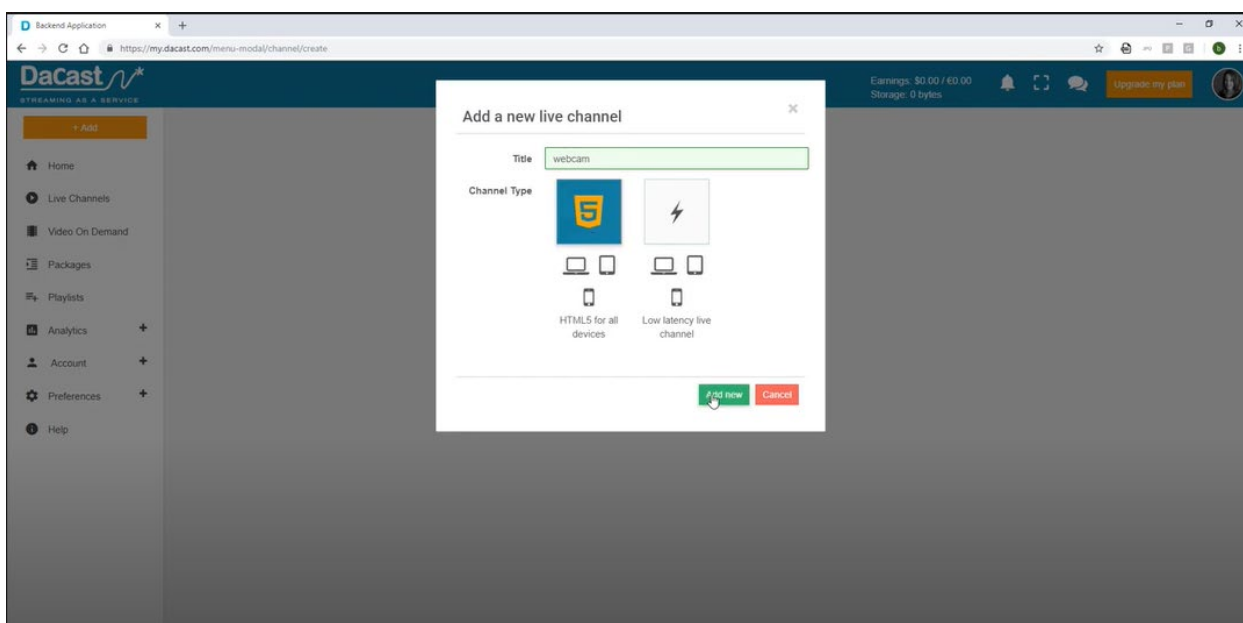 Backend Application
https://my.dacast.com/menu-modal/channel/create
DaCast
STREAMING AS A SERVICE
Earnings: $0.00 / €0.00
Storage: 0 bytes
Upgrade my plan
+ Add
Home
Live Channels
Video On Demand
Packages
Playlists
Analytics
Account
Preferences
Help
Add a new live channel
Title
webcam
Channel Type
HTML5 for all
devices
Low latency live
channel
Add new
Cancel